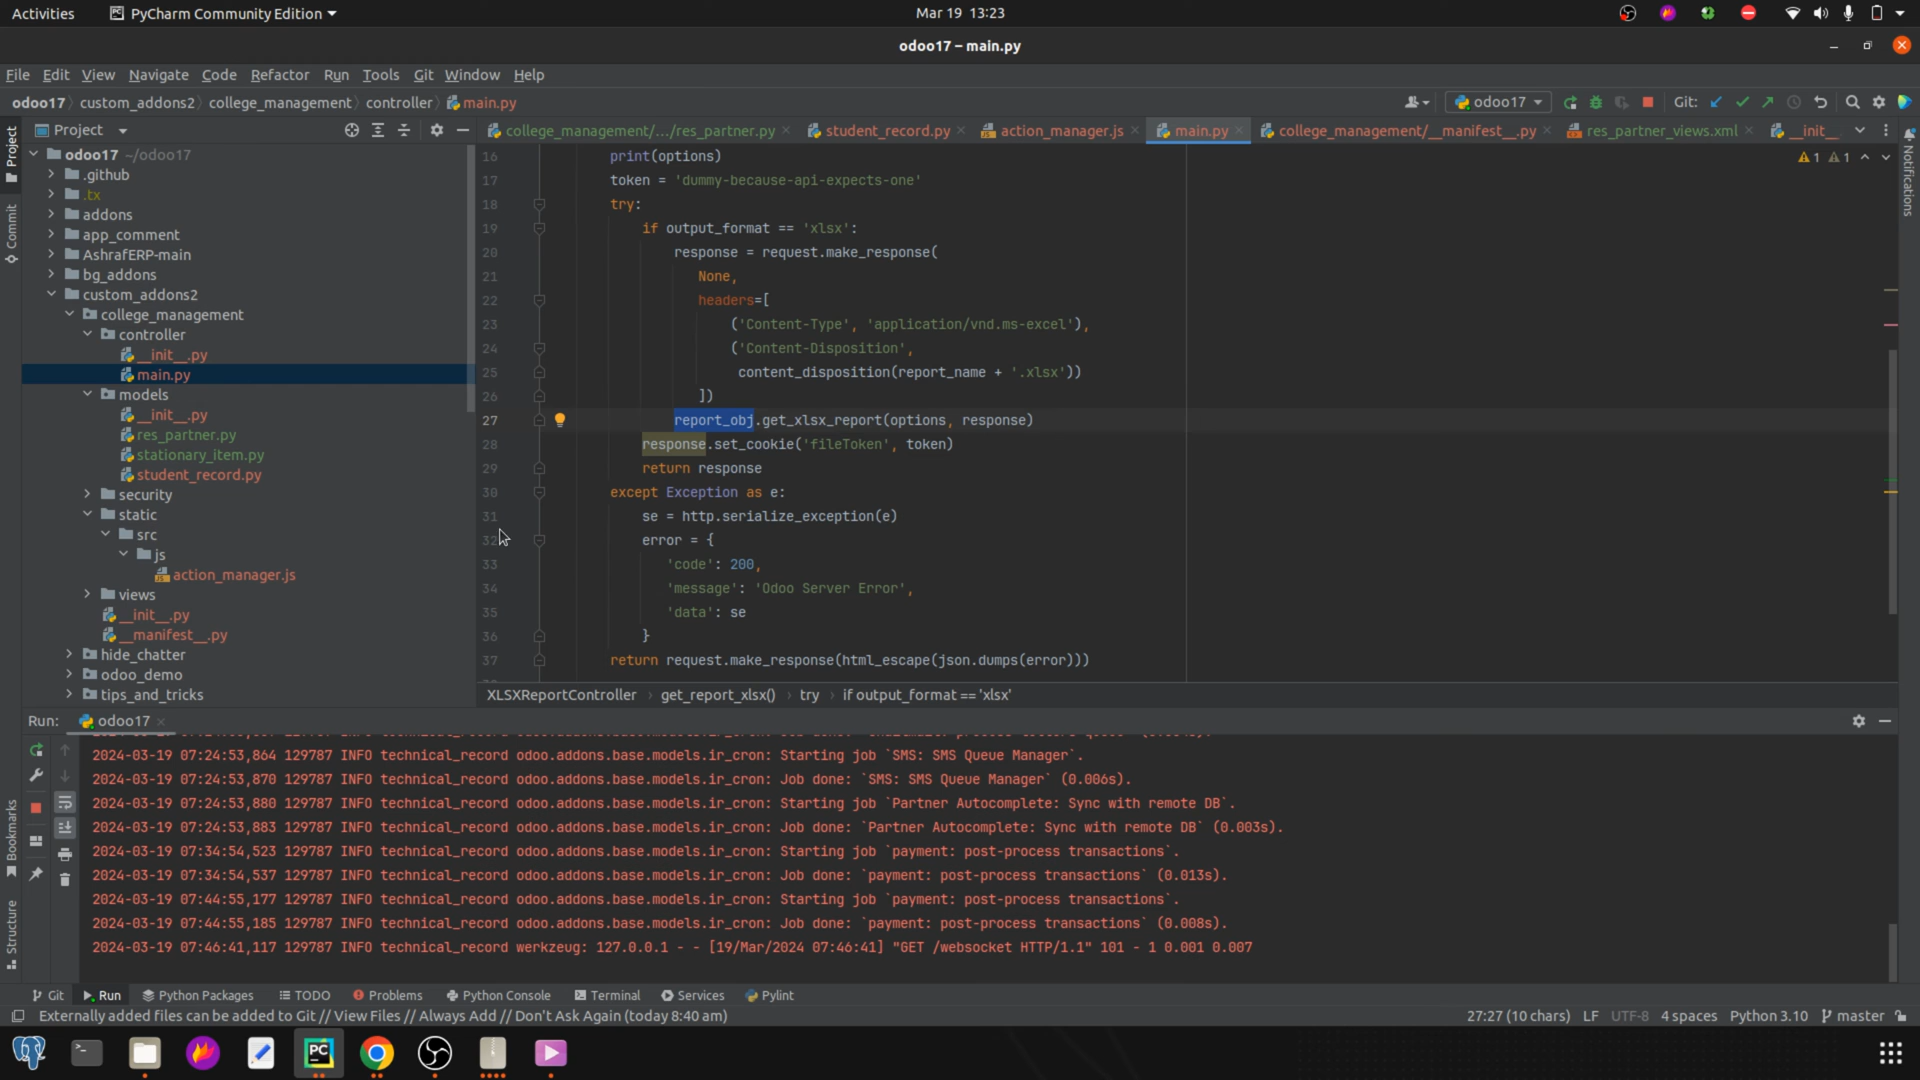 Activities
PyCharm Community Edition
Mar 19 13:23
odoo17 – main.py
File Edit View Navigate Code Refactor Run Tools Git Window Help
odoo17 custom_addons2 college_management controller main.py
odoo17
Git:
Project
college_management/.../res_partner.py
student_record.py
action_manager.js
main.py
college_management/__manifest__.py
res_partner_views.xml
__init__
Project
Commit
Notifications
odoo17 ~/odoo17
.github
.tx
addons
app_comment
AshrafERP-main
bg_addons
custom_addons2
college_management
controller
__init__.py
main.py
models
__init__.py
res_partner.py
stationary_item.py
student_record.py
security
static
src
js
action_manager.js
views
__init__.py
__manifest__.py
hide_chatter
odoo_demo
tips_and_tricks
1 1
16 print(options)
17 token = 'dummy-because-api-expects-one'
18 try:
19 if output_format == 'xlsx':
20 response = request.make_response(
21 None,
22 headers=[
23 ('Content-Type', 'application/vnd.ms-excel'),
24 ('Content-Disposition',
25 content_disposition(report_name + '.xlsx'))
26 ])
27 report_obj.get_xlsx_report(options, response)
28 response.set_cookie('fileToken', token)
29 return response
30 except Exception as e:
31 se = http.serialize_exception(e)
32 error = {
33 'code': 200,
34 'message': 'Odoo Server Error',
35 'data': se
36 }
37 return request.make_response(html_escape(json.dumps(error)))
XLSXReportController get_report_xlsx() try if output_format == 'xlsx'
Run: odoo17
2024-03-19 07:24:53,864 129787 INFO technical_record odoo.addons.base.models.ir_cron: Starting job `SMS: SMS Queue Manager`.
2024-03-19 07:24:53,870 129787 INFO technical_record odoo.addons.base.models.ir_cron: Job done: `SMS: SMS Queue Manager` (0.006s).
2024-03-19 07:24:53,880 129787 INFO technical_record odoo.addons.base.models.ir_cron: Starting job `Partner Autocomplete: Sync with remote DB`.
2024-03-19 07:24:53,883 129787 INFO technical_record odoo.addons.base.models.ir_cron: Job done: `Partner Autocomplete: Sync with remote DB` (0.003s).
2024-03-19 07:34:54,523 129787 INFO technical_record odoo.addons.base.models.ir_cron: Starting job `payment: post-process transactions`.
2024-03-19 07:34:54,537 129787 INFO technical_record odoo.addons.base.models.ir_cron: Job done: `payment: post-process transactions` (0.013s).
2024-03-19 07:44:55,177 129787 INFO technical_record odoo.addons.base.models.ir_cron: Starting job `payment: post-process transactions`.
2024-03-19 07:44:55,185 129787 INFO technical_record odoo.addons.base.models.ir_cron: Job done: `payment: post-process transactions` (0.008s).
2024-03-19 07:46:41,117 129787 INFO technical_record werkzeug: 127.0.0.1 - - [19/Mar/2024 07:46:41] "GET /websocket HTTP/1.1" 101 - 1 0.001 0.007
Bookmarks
Structure
Git Run Python Packages TODO Problems Python Console Terminal Services Pylint
Externally added files can be added to Git // View Files // Always Add // Don't Ask Again (today 8:40 am)
27:27 (10 chars) LF UTF-8 4 spaces Python 3.10 master
PC